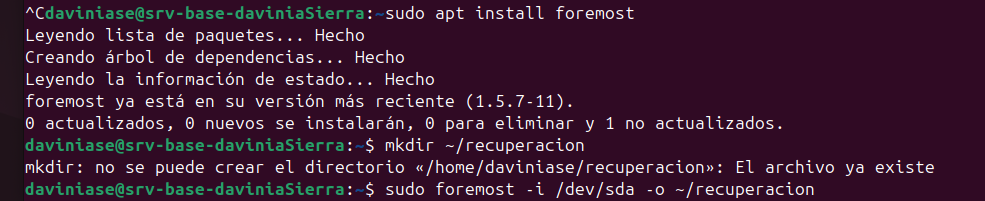 ^Cdaviniase@srv-base-daviniaSierra:~sudo apt install foremost
Leyendo lista de paquetes... Hecho
Creando árbol de dependencias... Hecho
Leyendo la información de estado... Hecho
foremost ya está en su versión más reciente (1.5.7-11).
0 actualizados, 0 nuevos se instalarán, 0 para eliminar y 1 no actualizados.
daviniase@srv-base-daviniaSierra:~$ mkdir ~/recuperacion
mkdir: no se puede crear el directorio «/home/daviniase/recuperacion»: El archivo ya existe
daviniase@srv-base-daviniaSierra:~$ sudo foremost -i /dev/sda -o ~/recuperacion